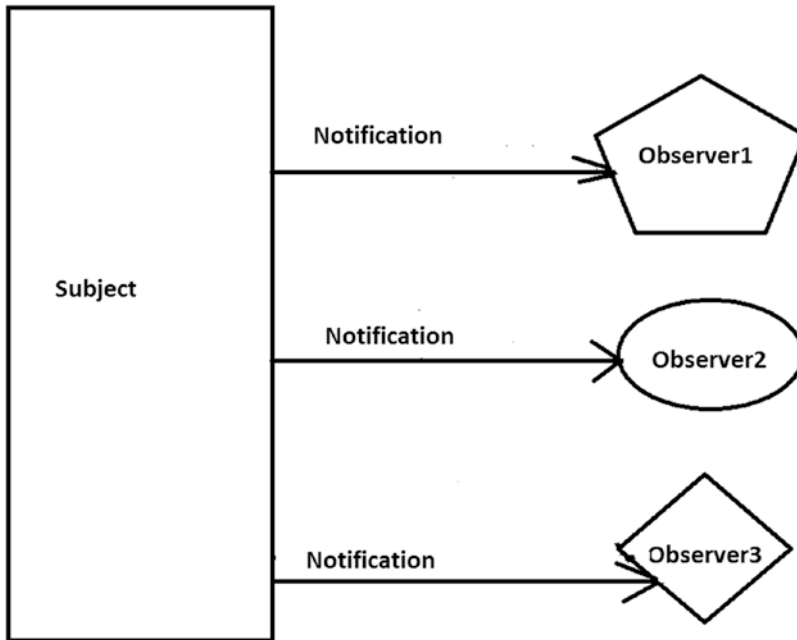 Notification
Observer1
Subject
Notification
Observer2
Notification
Observer3